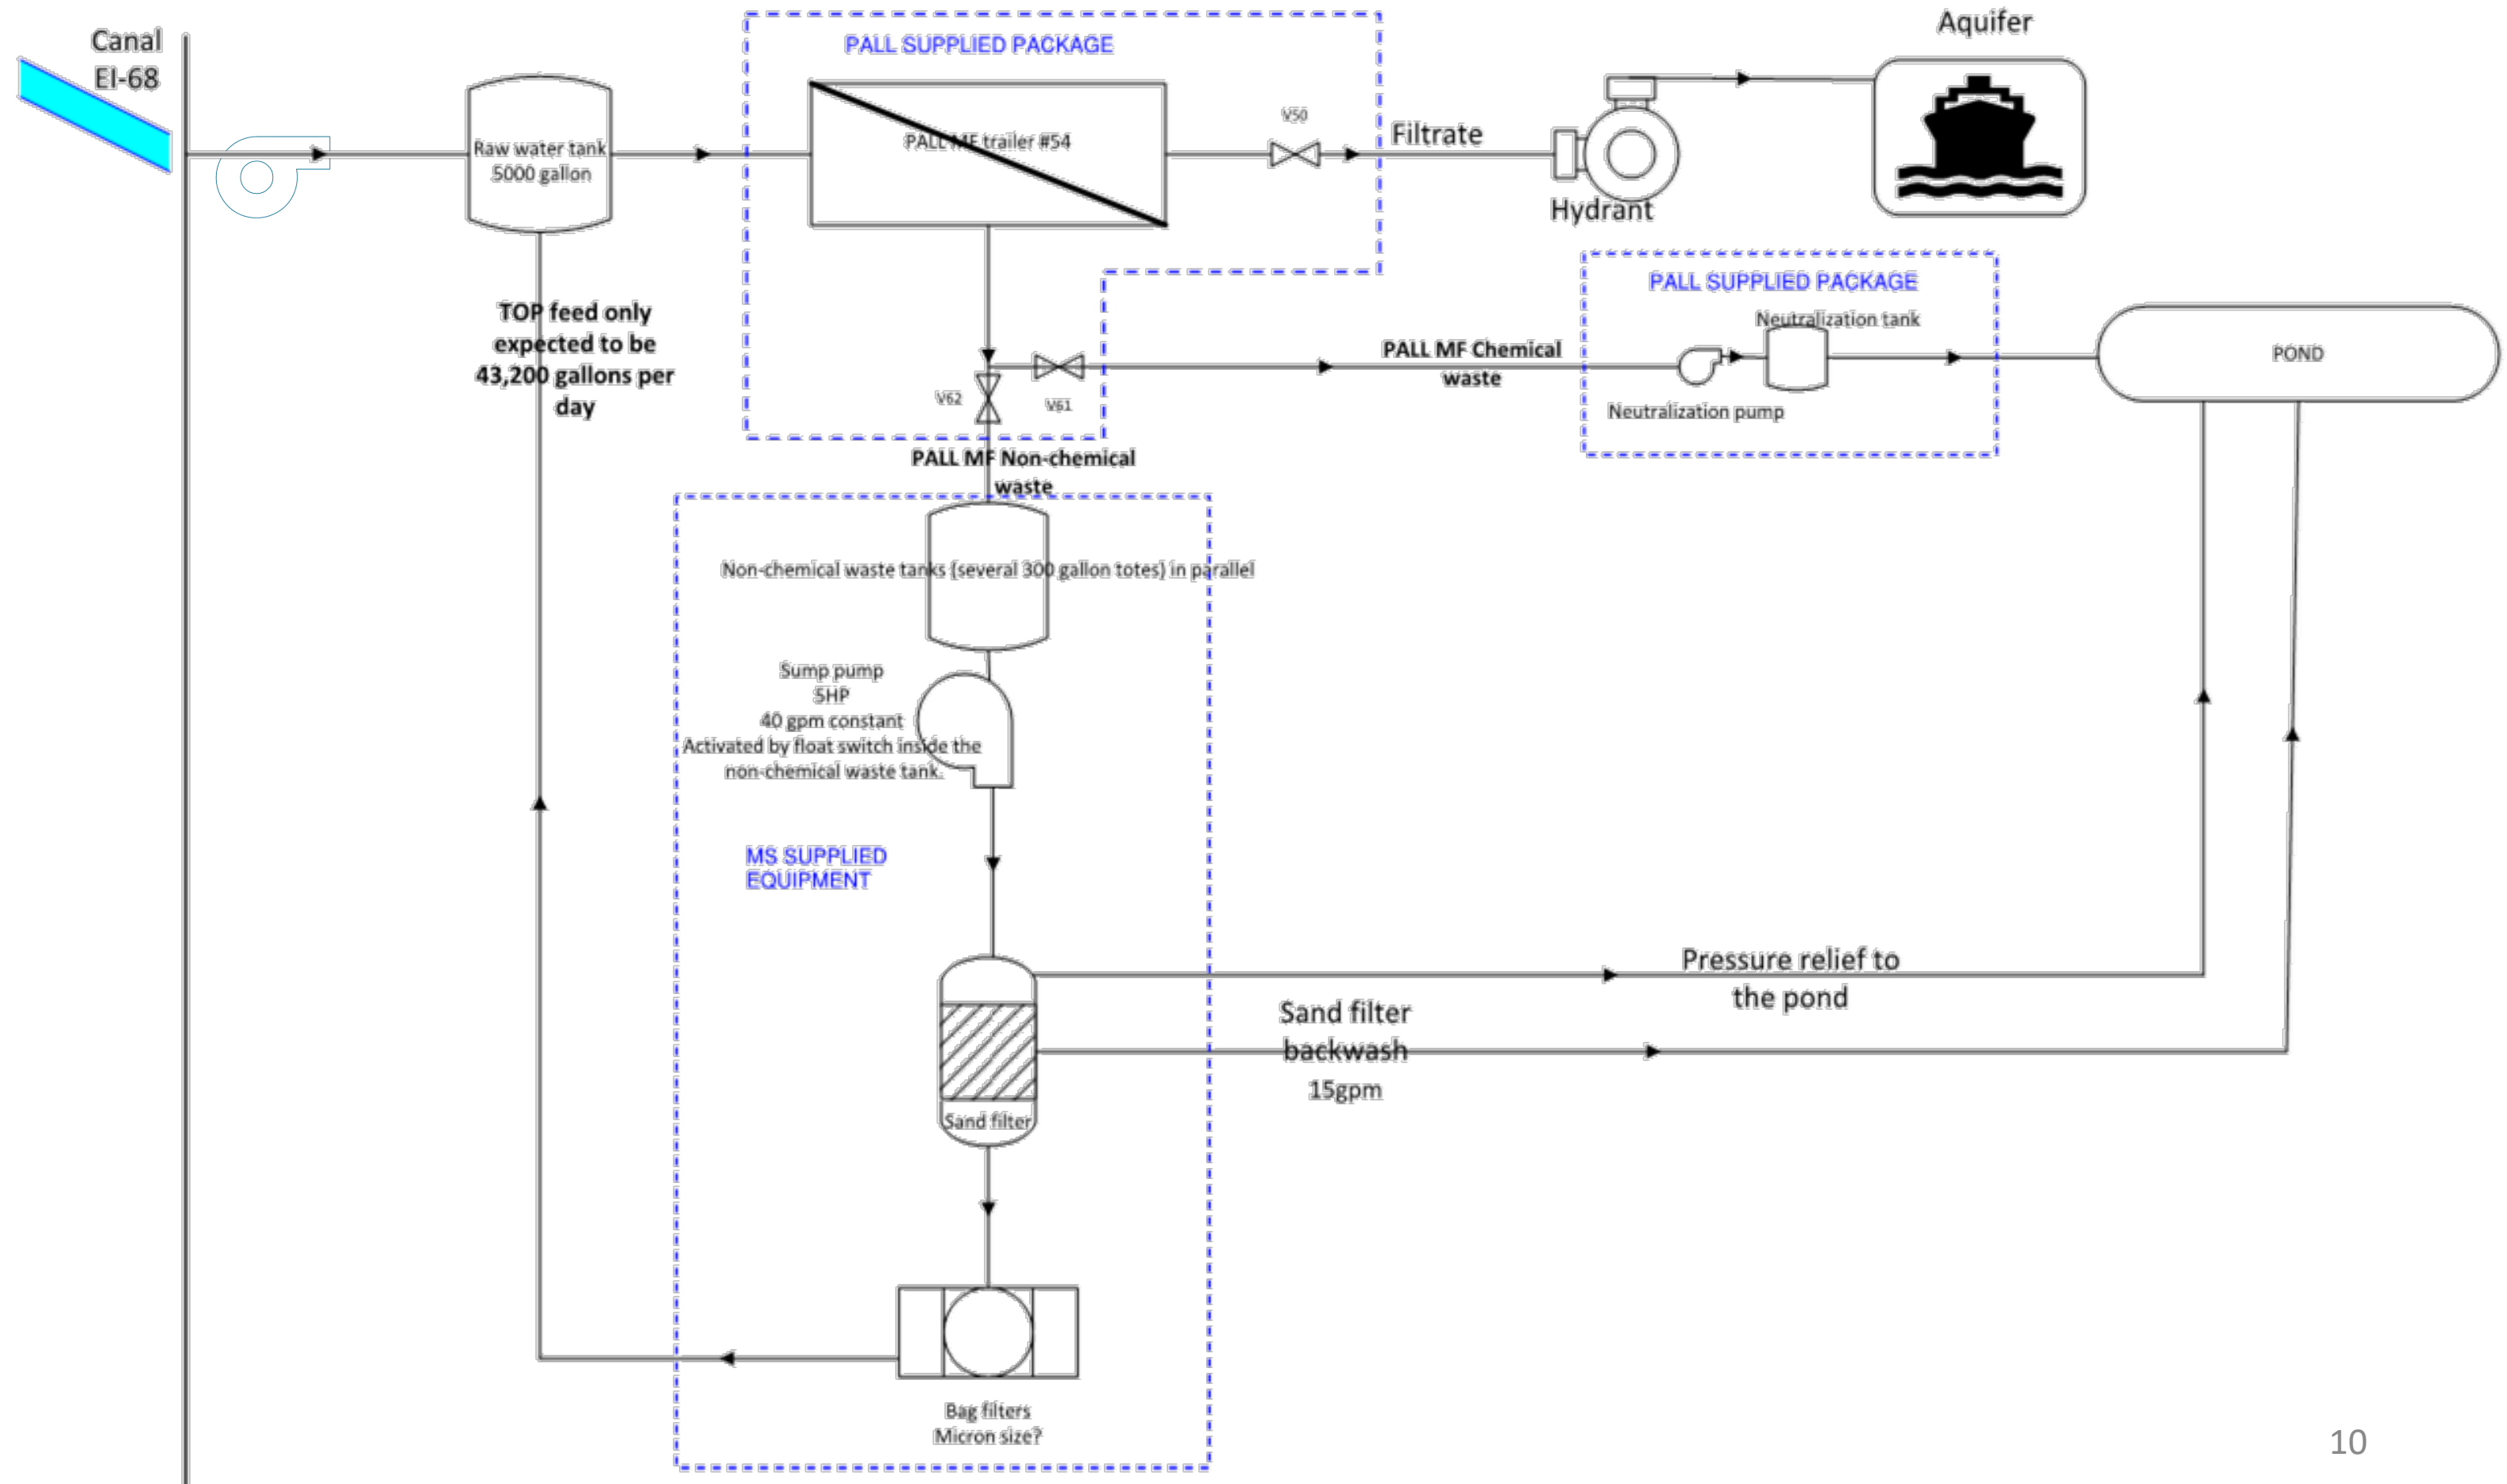 Canal
EI-68
PALL SUPPLIED PACKAGE
Aquifer
Raw water tank
5000 gallon
PALL MF trailer #54
V50
Filtrate
Hydrant
PALL SUPPLIED PACKAGE
Neutralization tank
Neutralization pump
POND
TOP feed only
expected to be
43,200 gallons per
day
PALL MF Chemical
waste
V62
V61
PALL MF Non-chemical
waste
Non-chemical waste tanks (several 300 gallon totes) in parallel
Sump pump
5HP
40 gpm constant
Activated by float switch inside the
non-chemical waste tank.
MS SUPPLIED
EQUIPMENT
Pressure relief to
the pond
Sand filter
backwash
15gpm
Sand filter
Bag filters
Micron size?
10